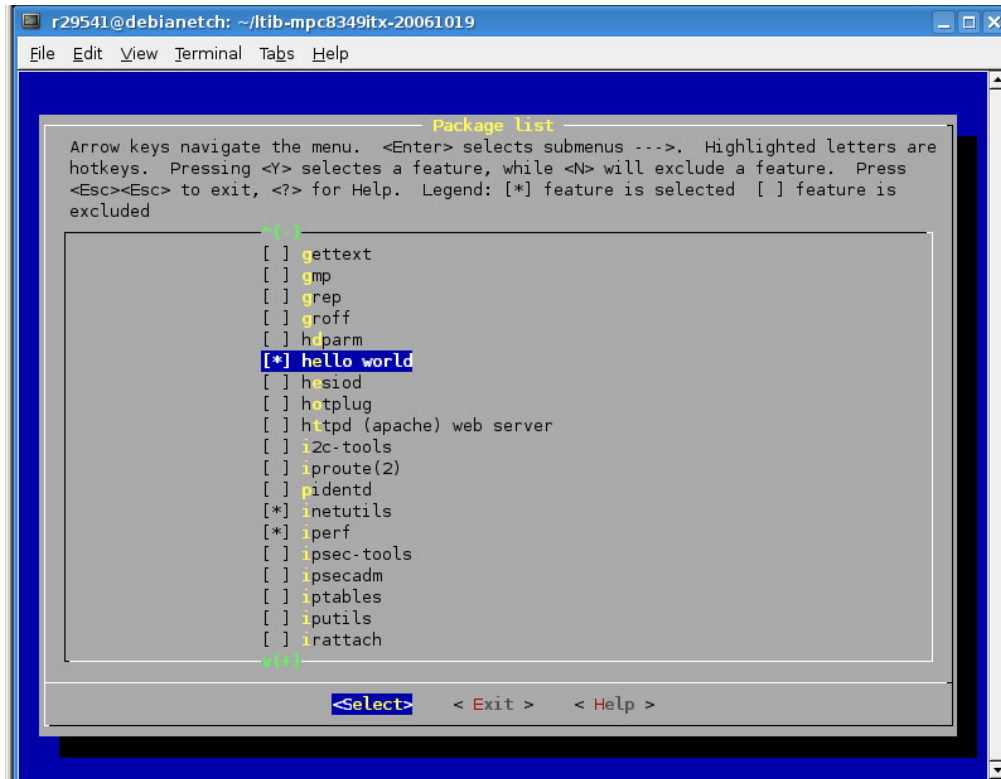 r29541@debianetch: ~/ltib-mpc8349itx-20061019
File Edit View Terminal Tabs Help
Package list
Arrow keys navigate the menu. <Enter> selects submenus --->. Highlighted letters are
hotkeys. Pressing <Y> selectes a feature, while <N> will exclude a feature. Press
<Esc><Esc> to exit, <?> for Help. Legend: [*] feature is selected [ ] feature is
excluded
^(-)
[ ] gettext
[ ] gmp
[ ] grep
[ ] groff
[ ] hdparm
[*] hello world
[ ] hesiod
[ ] hotplug
[ ] httpd (apache) web server
[ ] i2c-tools
[ ] iproute(2)
[ ] pidentd
[*] inetutils
[*] iperf
[ ] ipsec-tools
[ ] ipsecadm
[ ] iptables
[ ] iputils
[ ] irattach
v(+)
<Select> < Exit > < Help >